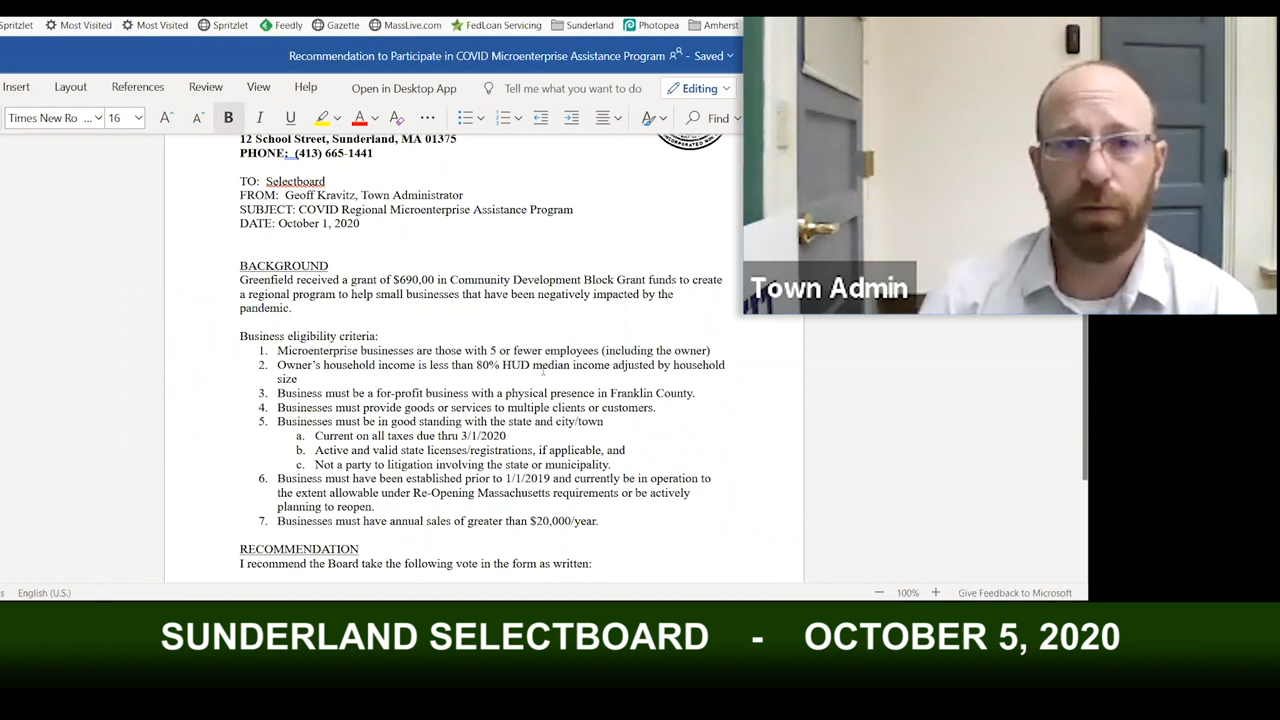 Spritzlet Most Visited Most Visited Spritzlet Feedly Gazette MassLive.com FedLoan Servicing Sunderland Photopea Amherst
Recommendation to Participate in COVID Microenterprise Assistance Program - Saved
Insert Layout References Review View Help Open in Desktop App Tell me what you want to do Editing
Times New Ro ... 16 A A B I U A A ... Find
12 School Street, Sunderland, MA 01375
PHONE: (413) 665-1441
TO: Selectboard
FROM: Geoff Kravitz, Town Administrator
SUBJECT: COVID Regional Microenterprise Assistance Program
DATE: October 1, 2020
BACKGROUND
Greenfield received a grant of $690,00 in Community Development Block Grant funds to create
a regional program to help small businesses that have been negatively impacted by the
pandemic.
Business eligibility criteria:
1. Microenterprise businesses are those with 5 or fewer employees (including the owner)
2. Owner's household income is less than 80% HUD median income adjusted by household
size
3. Business must be a for-profit business with a physical presence in Franklin County.
4. Businesses must provide goods or services to multiple clients or customers.
5. Businesses must be in good standing with the state and city/town
a. Current on all taxes due thru 3/1/2020
b. Active and valid state licenses/registrations, if applicable, and
c. Not a party to litigation involving the state or municipality.
6. Business must have been established prior to 1/1/2019 and currently be in operation to
the extent allowable under Re-Opening Massachusetts requirements or be actively
planning to reopen.
7. Businesses must have annual sales of greater than $20,000/year.
RECOMMENDATION
I recommend the Board take the following vote in the form as written:
English (U.S.) 100% Give Feedback to Microsoft
Town Admin
SUNDERLAND SELECTBOARD - OCTOBER 5, 2020